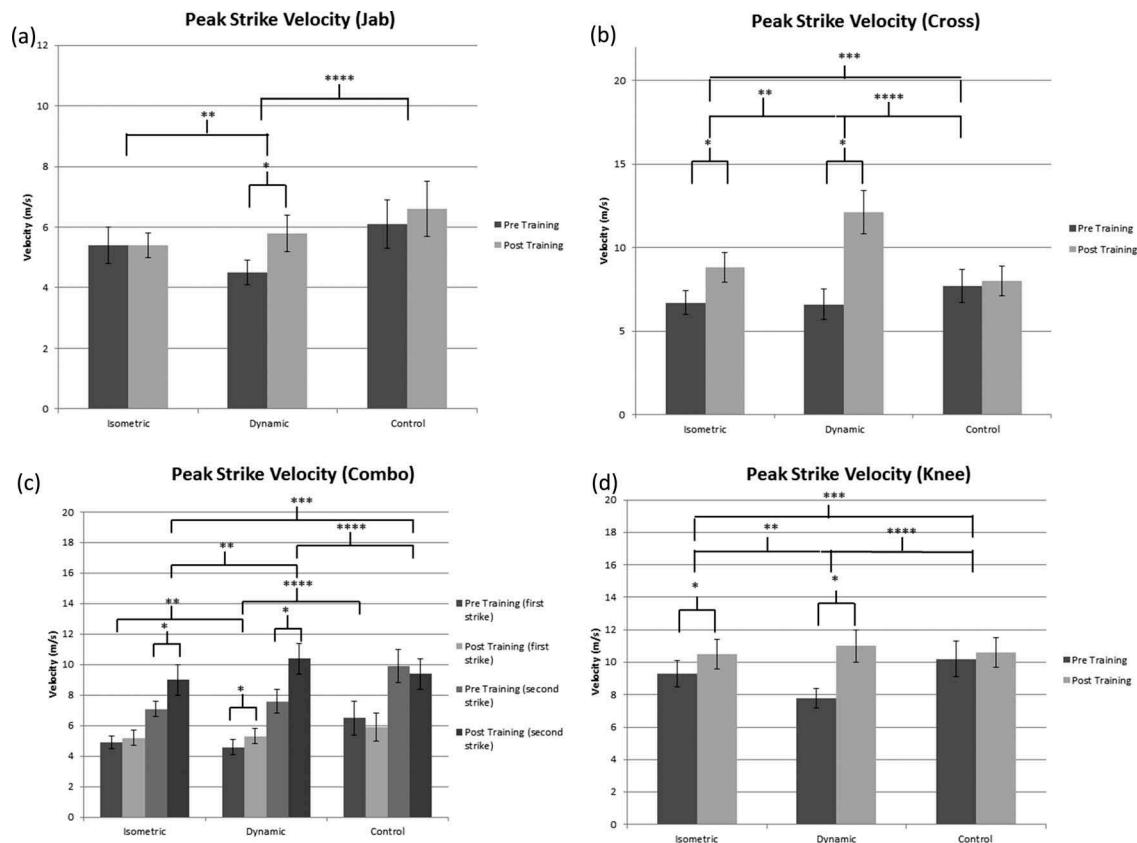 (a)
Peak Strike Velocity (Jab)
12
10
8
6
4
2
0
Velocity (m/s)
**
****
*
Isometric
Dynamic
Control
Pre Training
Post Training
(b)
Peak Strike Velocity (Cross)
20
15
10
5
0
Velocity (m/s)
***
**
****
*
*
Isometric
Dynamic
Control
Pre Training
Post Training
(c)
Peak Strike Velocity (Combo)
20
18
16
14
12
10
8
6
4
2
0
Velocity (m/s)
***
****
**
****
**
*
*
*
Isometric
Dynamic
Control
Pre Training (first
strike)
Post Training (first
strike)
Pre Training (second
strike)
Post Training (second
strike)
(d)
Peak Strike Velocity (Knee)
20
18
16
14
12
10
8
6
4
2
0
Velocity (m/s)
***
**
****
*
*
Isometric
Dynamic
Control
Pre Training
Post Training